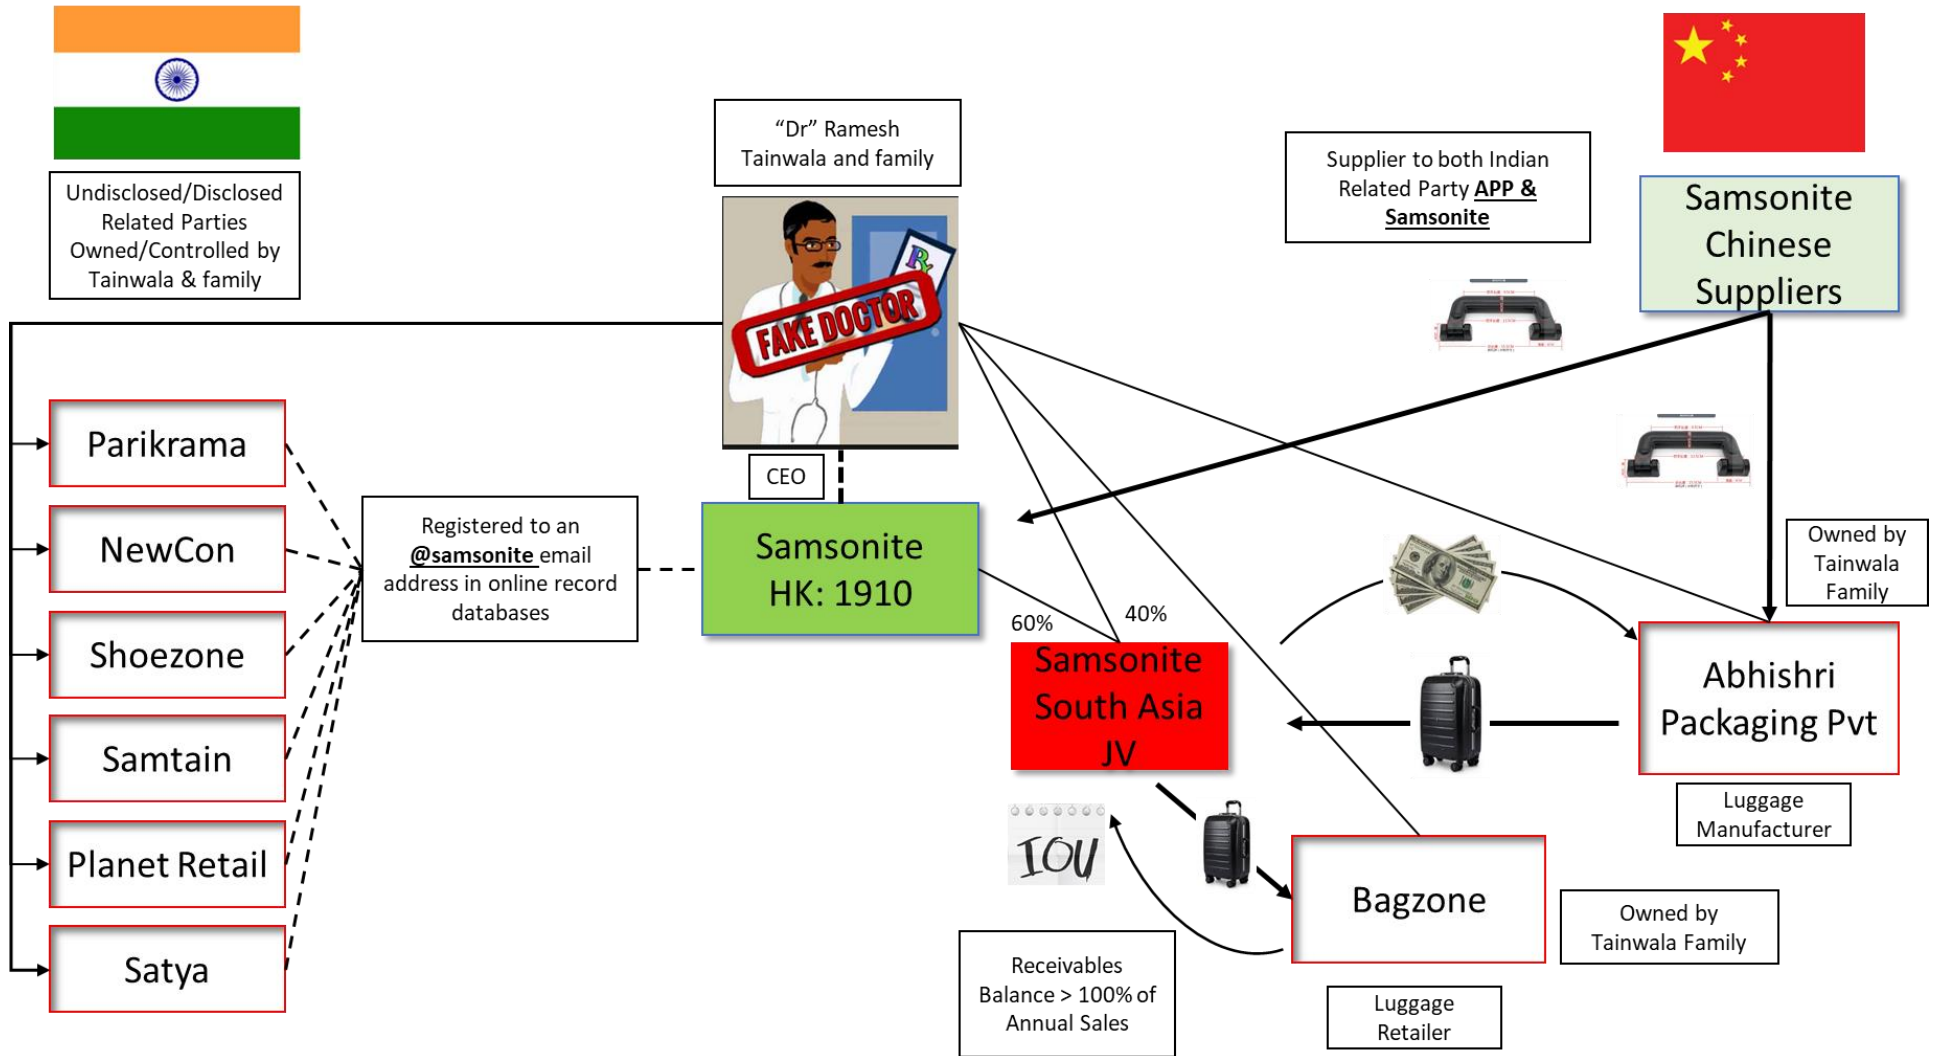 Undisclosed/Disclosed
Related Parties
Owned/Controlled by
Tainwala & family
“Dr” Ramesh
Tainwala and family
FAKE DOCTOR
CEO
Supplier to both Indian
Related Party APP &
Samsonite
Samsonite
Chinese
Suppliers
Parikrama
NewCon
Shoezone
Samtain
Planet Retail
Satya
Registered to an
@samsonite email
address in online record
databases
Samsonite
HK: 1910
60%
40%
Samsonite
South Asia
JV
Owned by
Tainwala
Family
Abhishri
Packaging Pvt
Luggage
Manufacturer
IOU
Receivables
Balance > 100% of
Annual Sales
Bagzone
Owned by
Tainwala Family
Luggage
Retailer